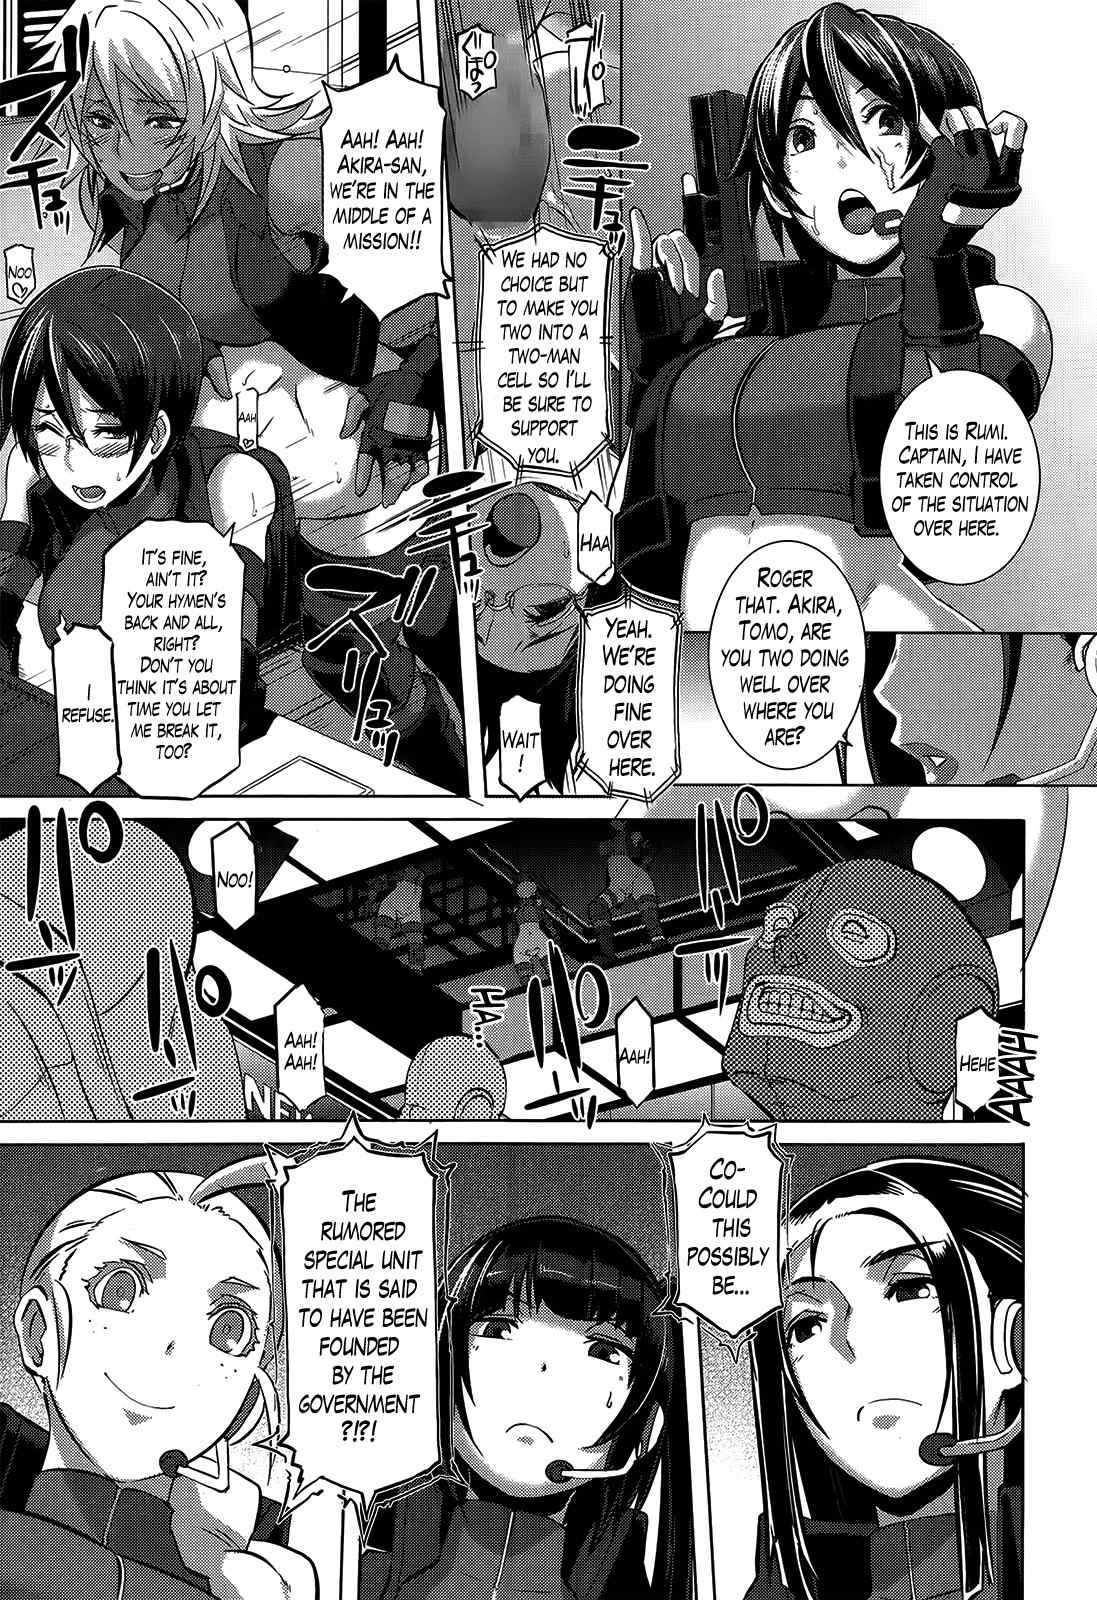 THIS IS RUMI.
CAPTAIN, I HAVE
TAKEN CONTROL
OF THE SITUATION
OVER HERE.
ROGER
THAT. AKIRA,
TOMO, ARE
YOU TWO DOING
WELL OVER
WHERE YOU
ARE?
WE HAD NO
CHOICE BUT
TO MAKE YOU
TWO INTO A
TWO-MAN
CELL SO I'LL
BE SURE TO
SUPPORT
YOU.
HAA
YEAH.
WE'RE
DOING
FINE
OVER
HERE.
WAIT!
AAH! AAH!
AKIRA-SAN,
WE'RE IN THE
MIDDLE OF A
MISSION!!
NOO
♡
AAH
♡
IT'S FINE,
AIN'T IT?
YOUR HYMEN'S
BACK AND ALL,
RIGHT?
DON'T YOU
THINK IT'S ABOUT
TIME YOU LET
ME BREAK IT,
TOO?
I
REFUSE.
HEHE
AAAH
AAH!
HA...
NOO!
AAH!
AAH!
CO-
COULD
THIS
POSSIBLY
BE...
THE
RUMORED
SPECIAL UNIT
THAT IS SAID
TO HAVE BEEN
FOUNDED
BY THE
GOVERNMENT
?!?!